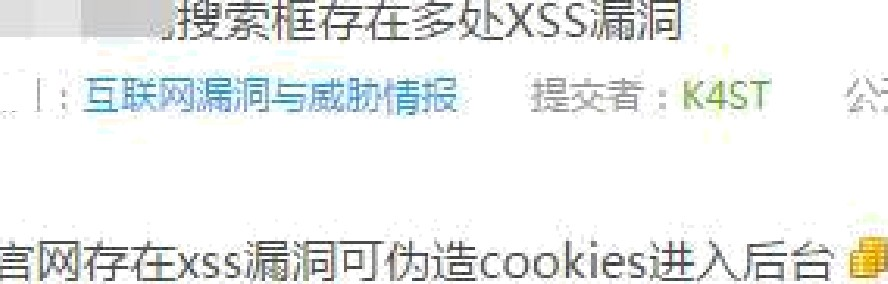 搜索框存在多处XSS漏洞
：互联网漏洞与威胁情报 提交者：K4ST 公
官网存在xss漏洞可伪造cookies进入后台